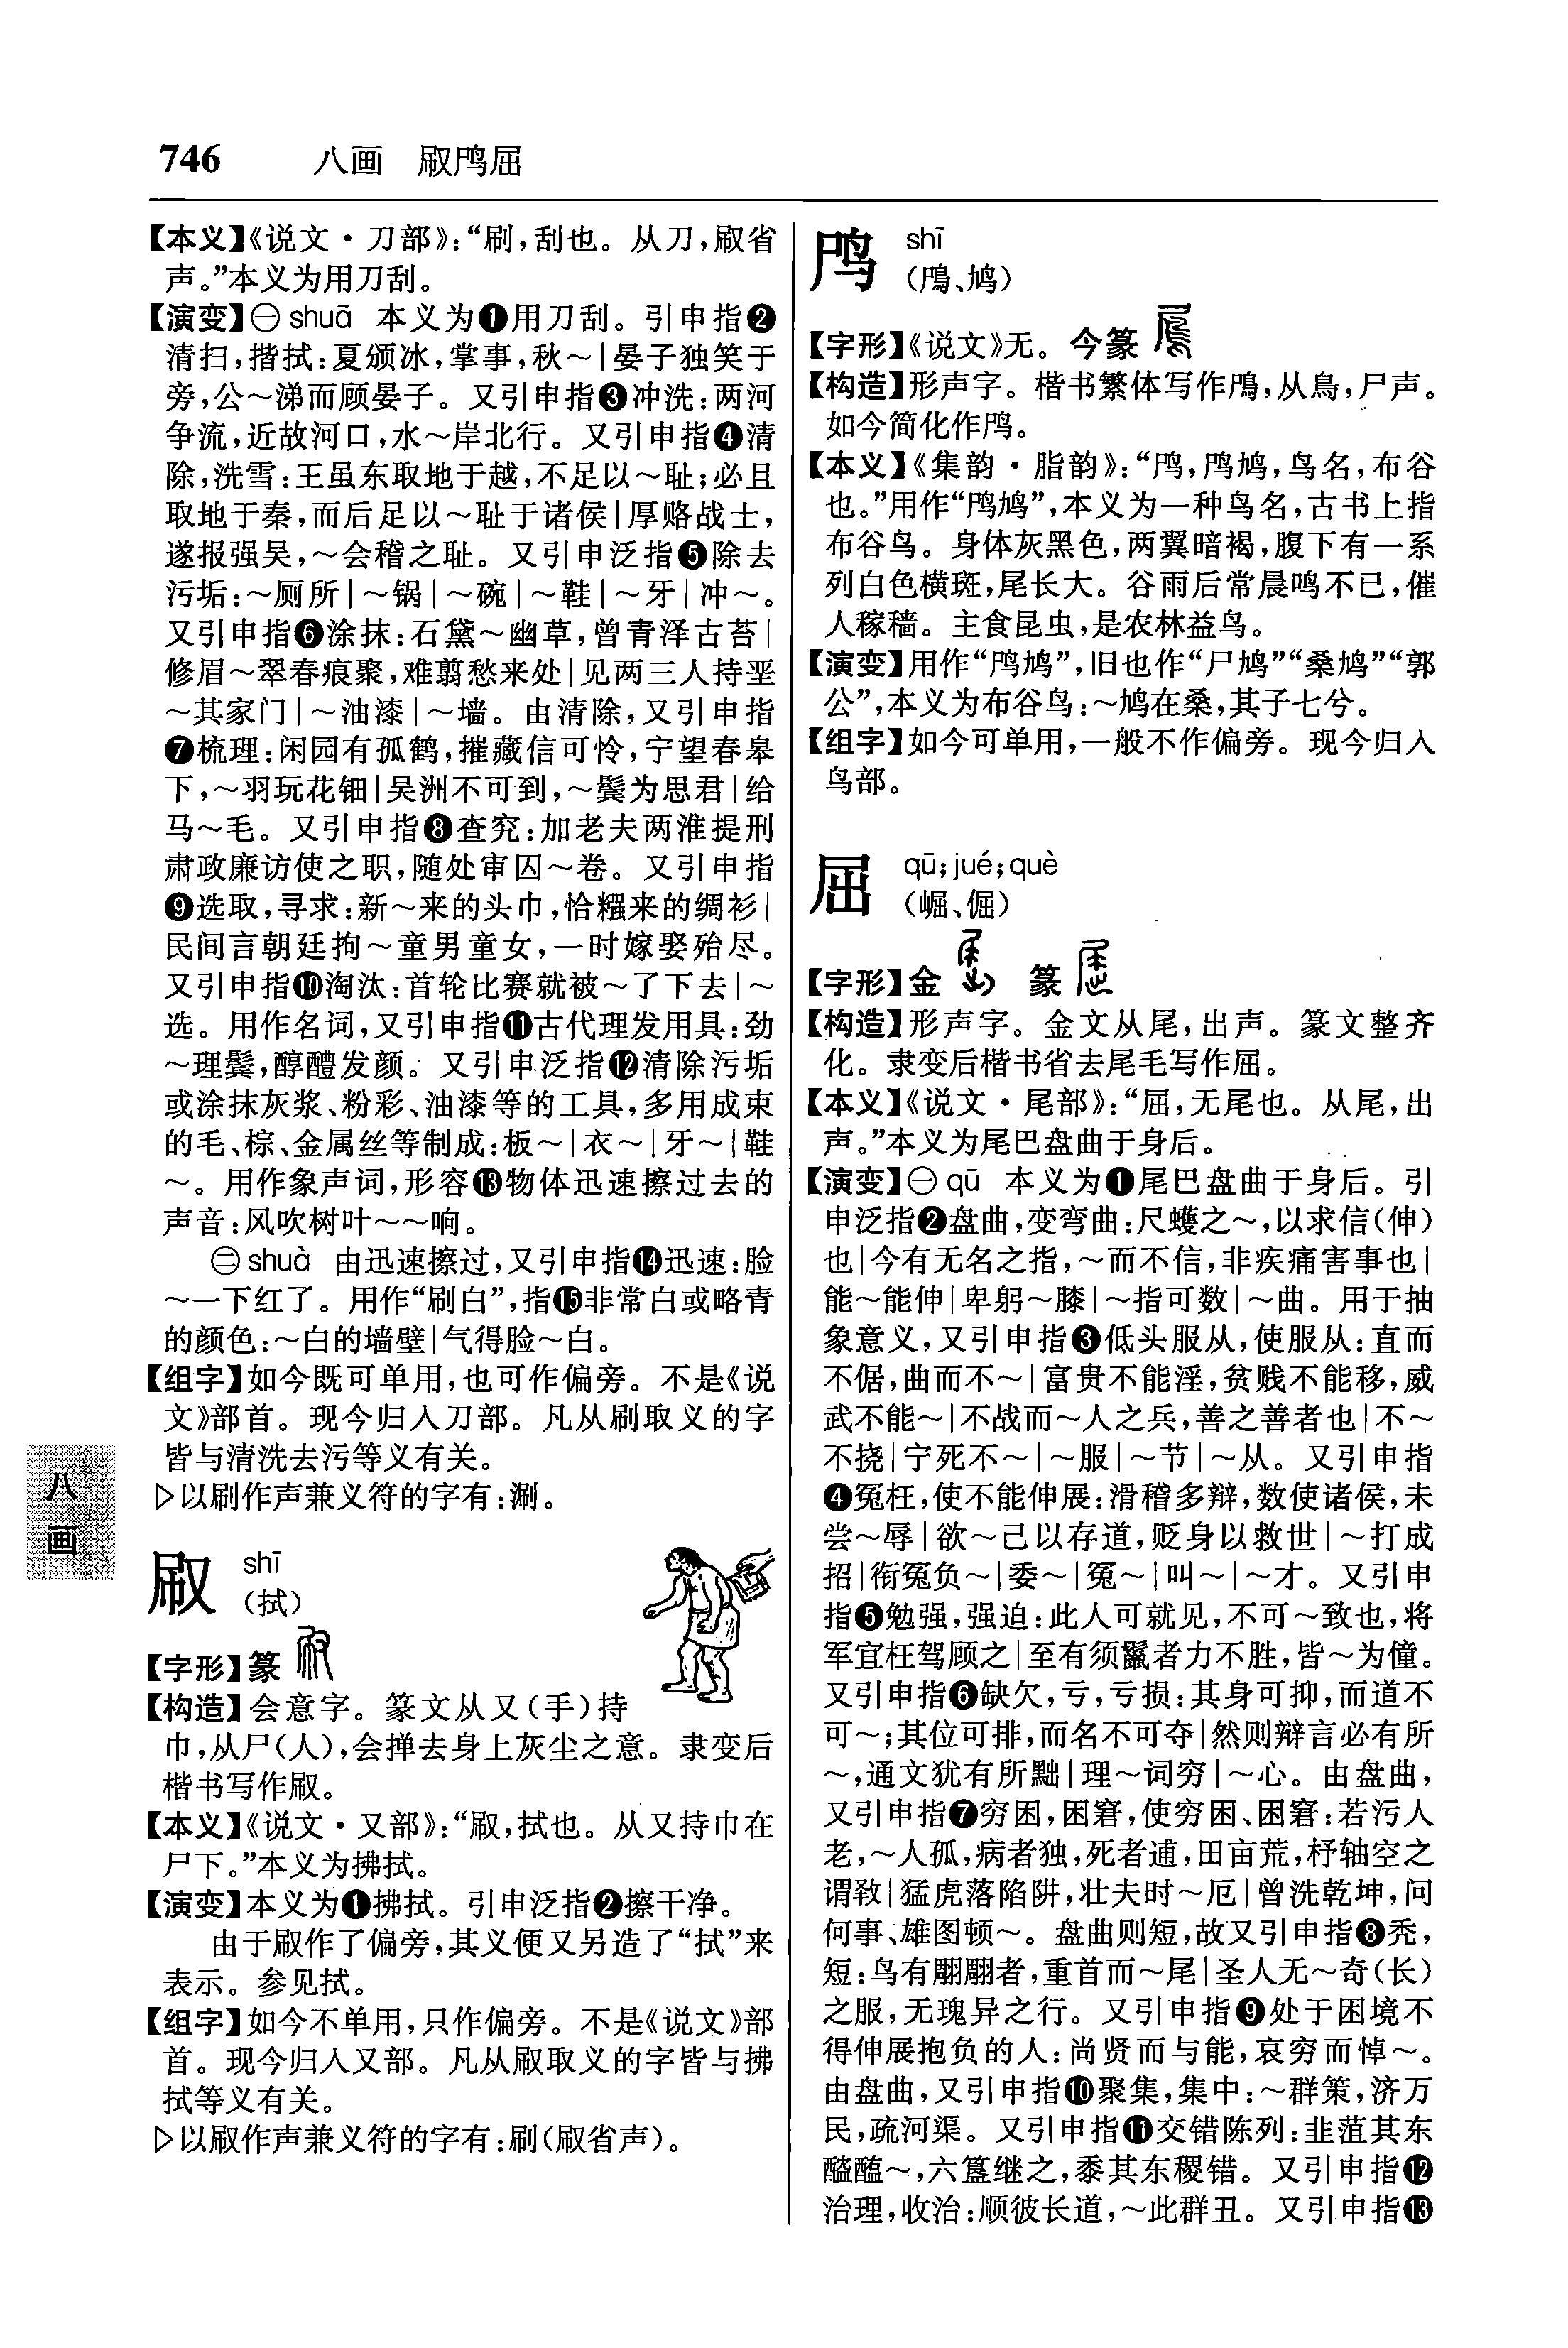 746 八画 㕞鸤屈
【本义】《说文·刀部》:“刷,刮也。从刀,㕞省
声。”本义为用刀刮。
【演变】㊀shuā 本义为❶用刀刮。引申指❷
清扫,揩拭:夏颁冰,掌事,秋~|晏子独笑于
旁,公~涕而顾晏子。又引申指❸冲洗:两河
争流,近故河口,水~岸北行。又引申指❹清
除,洗雪:王虽东取地于越,不足以~耻;必且
取地于秦,而后足以~耻于诸侯|厚赂战士,
遂报强吴,~会稽之耻。又引申泛指❺除去
污垢:~厕所|~锅|~碗|~鞋|~牙|冲~。
又引申指❻涂抹:石黛~幽草,曾青泽古苔|
修眉~翠春痕聚,难翦愁来处|见两三人持垩
~其家门|~油漆|~墙。由清除,又引申指
❼梳理:闲园有孤鹤,摧藏信可怜,宁望春皋
下,~羽玩花钿|吴洲不可到,~鬓为思君|给
马~毛。又引申指❽查究:加老夫两淮提刑
肃政廉访使之职,随处审囚~卷。又引申指
❾选取,寻求:新~来的头巾,恰糨来的绸衫|
民间言朝廷拘~童男童女,一时嫁娶殆尽。
又引申指❿淘汰:首轮比赛就被~了下去|~
选。用作名词,又引申指⓫古代理发用具:劲
~理鬓,醇醴发颜。又引申泛指⓬清除污垢
或涂抹灰浆、粉彩、油漆等的工具,多用成束
的毛、棕、金属丝等制成:板~|衣~|牙~|鞋
~。用作象声词,形容⓭物体迅速擦过去的
声音:风吹树叶~~响。
㊁shuà 由迅速擦过,又引申指⓮迅速:脸
~一下红了。用作“刷白”,指⓯非常白或略青
的颜色:~白的墙壁|气得脸~白。
【组字】如今既可单用,也可作偏旁。不是《说
文》部首。现今归入刀部。凡从刷取义的字
皆与清洗去污等义有关。
▷以刷作声兼义符的字有:涮。
㕞 shī
(拭)
【字形】篆
【构造】会意字。篆文从又(手)持
巾,从尸(人),会掸去身上灰尘之意。隶变后
楷书写作㕞。
【本义】《说文·又部》:“㕞,拭也。从又持巾在
尸下。”本义为拂拭。
【演变】本义为❶拂拭。引申泛指❷擦干净。
由于㕞作了偏旁,其义便又另造了“拭”来
表示。参见拭。
【组字】如今不单用,只作偏旁。不是《说文》部
首。现今归入又部。凡从㕞取义的字皆与拂
拭等义有关。
▷以㕞作声兼义符的字有:刷(㕞省声)。
鸤 shī
(鳲、鸠)
【字形】《说文》无。今篆
【构造】形声字。楷书繁体写作鳲,从鳥,尸声。
如今简化作鸤。
【本义】《集韵·脂韵》:“鸤,鸤鸠,鸟名,布谷
也。”用作“鸤鸠”,本义为一种鸟名,古书上指
布谷鸟。身体灰黑色,两翼暗褐,腹下有一系
列白色横斑,尾长大。谷雨后常晨鸣不已,催
人稼穑。主食昆虫,是农林益鸟。
【演变】用作“鸤鸠”,旧也作“尸鸠”“桑鸠”“郭
公”,本义为布谷鸟:~鸠在桑,其子七兮。
【组字】如今可单用,一般不作偏旁。现今归入
鸟部。
屈 qū;jué;què
(崛、倔)
【字形】金 篆
【构造】形声字。金文从尾,出声。篆文整齐
化。隶变后楷书省去尾毛写作屈。
【本义】《说文·尾部》:“屈,无尾也。从尾,出
声。”本义为尾巴盘曲于身后。
【演变】㊀qū 本义为❶尾巴盘曲于身后。引
申泛指❷盘曲,变弯曲:尺蠖之~,以求信(伸)
也|今有无名之指,~而不信,非疾痛害事也|
能~能伸|卑躬~膝|~指可数|~曲。用于抽
象意义,又引申指❸低头服从,使服从:直而
不倨,曲而不~|富贵不能淫,贫贱不能移,威
武不能~|不战而~人之兵,善之善者也|不~
不挠|宁死不~|~服|~节|~从。又引申指
❹冤枉,使不能伸展:滑稽多辩,数使诸侯,未
尝~辱|欲~己以存道,贬身以救世|~打成
招|衔冤负~|委~|冤~|叫~|~才。又引申
指❺勉强,强迫:此人可就见,不可~致也,将
军宜枉驾顾之|至有须鬣者力不胜,皆~为僮。
又引申指❻缺欠,亏,亏损:其身可抑,而道不
可~;其位可排,而名不可夺|然则辩言必有所
~,通文犹有所黜|理~词穷|~心。由盘曲,
又引申指❼穷困,困窘,使穷困、困窘:若污人
老,~人孤,病者独,死者逋,田亩荒,杼轴空之
谓致|猛虎落陷阱,壮夫时~厄|曾洗乾坤,问
何事、雄图顿~。盘曲则短,故又引申指❽秃,
短:鸟有翢翢者,重首而~尾|圣人无~奇(长)
之服,无瑰异之行。又引申指❾处于困境不
得伸展抱负的人:尚贤而与能,哀穷而悼~。
由盘曲,又引申指❿聚集,集中:~群策,济万
民,疏河渠。又引申指⓫交错陈列:韭菹其东
醓醢~,六簋继之,黍其东稷错。又引申指⓬
治理,收治:顺彼长道,~此群丑。又引申指⓭
八
画